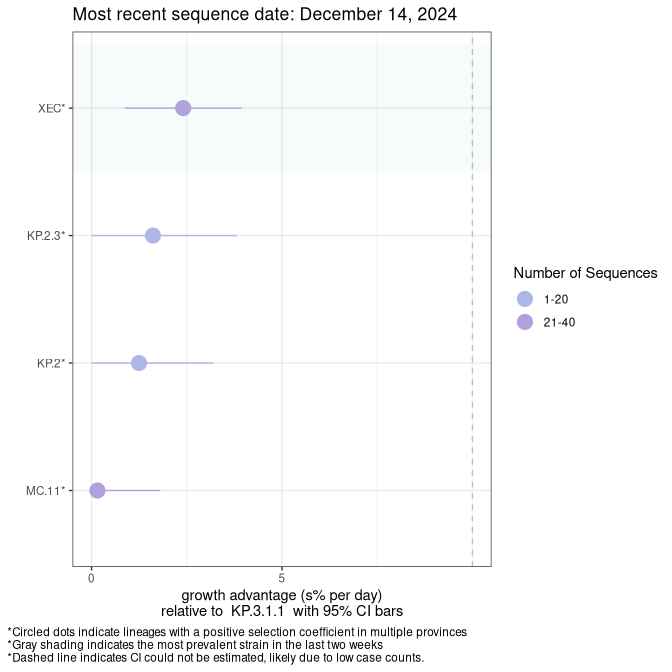 Most recent sequence date: December 14, 2024
XEC*
KP.2.3*
KP.2*
MC.11*
0
5
growth advantage (s% per day)
relative to  KP.3.1.1  with 95% CI bars
Number of Sequences
1-20
21-40
*Circled dots indicate lineages with a positive selection coefficient in multiple provinces
*Gray shading indicates the most prevalent strain in the last two weeks
*Dashed line indicates CI could not be estimated, likely due to low case counts.